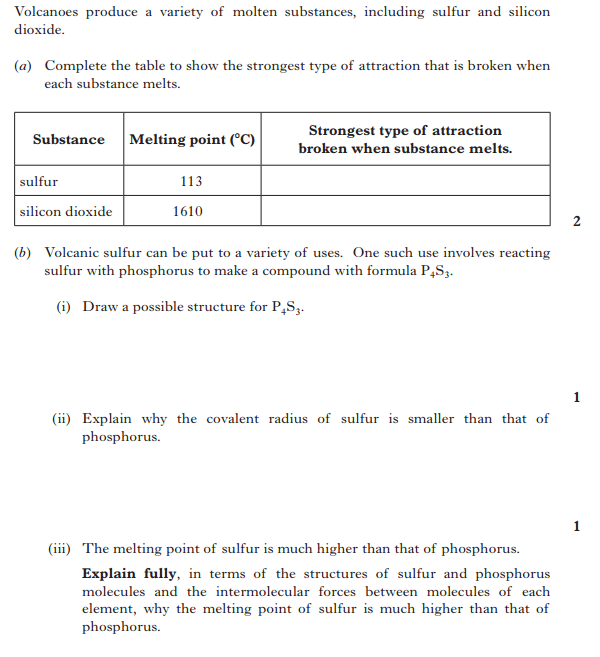 Volcanoes produce a variety of molten substances, including sulfur and silicon
dioxide.
(a) Complete the table to show the strongest type of attraction that is broken when
each substance melts.
Substance Melting point (°C) Strongest type of attraction
broken when substance melts.
sulfur 113
silicon dioxide 1610
2
(b) Volcanic sulfur can be put to a variety of uses. One such use involves reacting
sulfur with phosphorus to make a compound with formula P₄S₃.
(i) Draw a possible structure for P₄S₃.
1
(ii) Explain why the covalent radius of sulfur is smaller than that of
phosphorus.
1
(iii) The melting point of sulfur is much higher than that of phosphorus.
Explain fully, in terms of the structures of sulfur and phosphorus
molecules and the intermolecular forces between molecules of each
element, why the melting point of sulfur is much higher than that of
phosphorus.